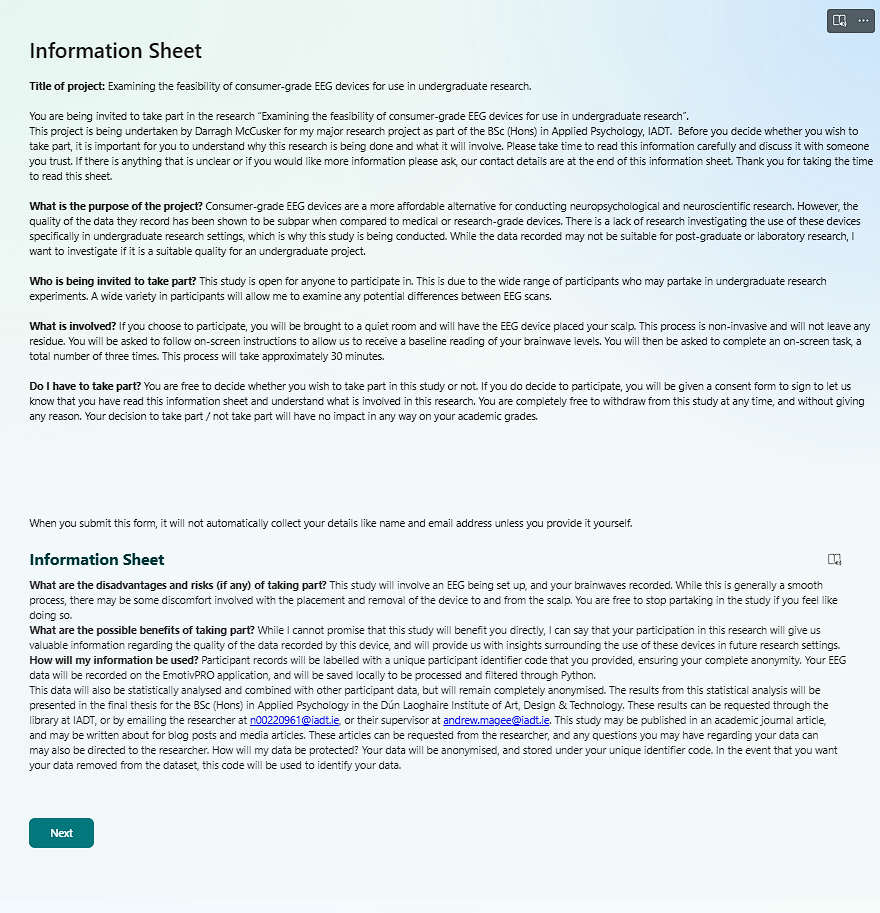 Information Sheet
Title of project: Examining the feasibility of consumer-grade EEG devices for use in undergraduate research.
You are being invited to take part in the research “Examining the feasibility of consumer-grade EEG devices for use in undergraduate research”.
This project is being undertaken by Darragh McCusker for my major research project as part of the BSc (Hons) in Applied Psychology, IADT. Before you decide whether you wish to
take part, it is important for you to understand why this research is being done and what it will involve. Please take time to read this information carefully and discuss it with someone
you trust. If there is anything that is unclear or if you would like more information please ask, our contact details are at the end of this information sheet. Thank you for taking the time
to read this sheet.
What is the purpose of the project? Consumer-grade EEG devices are a more affordable alternative for conducting neuropsychological and neuroscientific research. However, the
quality of the data they record has been shown to be subpar when compared to medical or research-grade devices. There is a lack of research investigating the use of these devices
specifically in undergraduate research settings, which is why this study is being conducted. While the data recorded may not be suitable for post-graduate or laboratory research, I
want to investigate if it is a suitable quality for an undergraduate project.
Who is being invited to take part? This study is open for anyone to participate in. This is due to the wide range of participants who may partake in undergraduate research
experiments. A wide variety in participants will allow me to examine any potential differences between EEG scans.
What is involved? If you choose to participate, you will be brought to a quiet room and will have the EEG device placed your scalp. This process is non-invasive and will not leave any
residue. You will be asked to follow on-screen instructions to allow us to receive a baseline reading of your brainwave levels. You will then be asked to complete an on-screen task, a
total number of three times. This process will take approximately 30 minutes.
Do I have to take part? You are free to decide whether you wish to take part in this study or not. If you do decide to participate, you will be given a consent form to sign to let us
know that you have read this information sheet and understand what is involved in this research. You are completely free to withdraw from this study at any time, and without giving
any reason. Your decision to take part / not take part will have no impact in any way on your academic grades.
When you submit this form, it will not automatically collect your details like name and email address unless you provide it yourself.
Information Sheet
What are the disadvantages and risks (if any) of taking part? This study will involve an EEG being set up, and your brainwaves recorded. While this is generally a smooth
process, there may be some discomfort involved with the placement and removal of the device to and from the scalp. You are free to stop partaking in the study if you feel like
doing so.
What are the possible benefits of taking part? While I cannot promise that this study will benefit you directly, I can say that your participation in this research will give us
valuable information regarding the quality of the data recorded by this device, and will provide us with insights surrounding the use of these devices in future research settings.
How will my information be used? Participant records will be labelled with a unique participant identifier code that you provided, ensuring your complete anonymity. Your EEG
data will be recorded on the EmotivPRO application, and will be saved locally to be processed and filtered through Python.
This data will also be statistically analysed and combined with other participant data, but will remain completely anonymised. The results from this statistical analysis will be
presented in the final thesis for the BSc (Hons) in Applied Psychology in the Dún Laoghaire Institute of Art, Design & Technology. These results can be requested through the
library at IADT, or by emailing the researcher at n00220961@iadt.ie, or their supervisor at andrew.magee@iadt.ie. This study may be published in an academic journal article,
and may be written about for blog posts and media articles. These articles can be requested from the researcher, and any questions you may have regarding your data can
may also be directed to the researcher. How will my data be protected? Your data will be anonymised, and stored under your unique identifier code. In the event that you want
your data removed from the dataset, this code will be used to identify your data.
Next